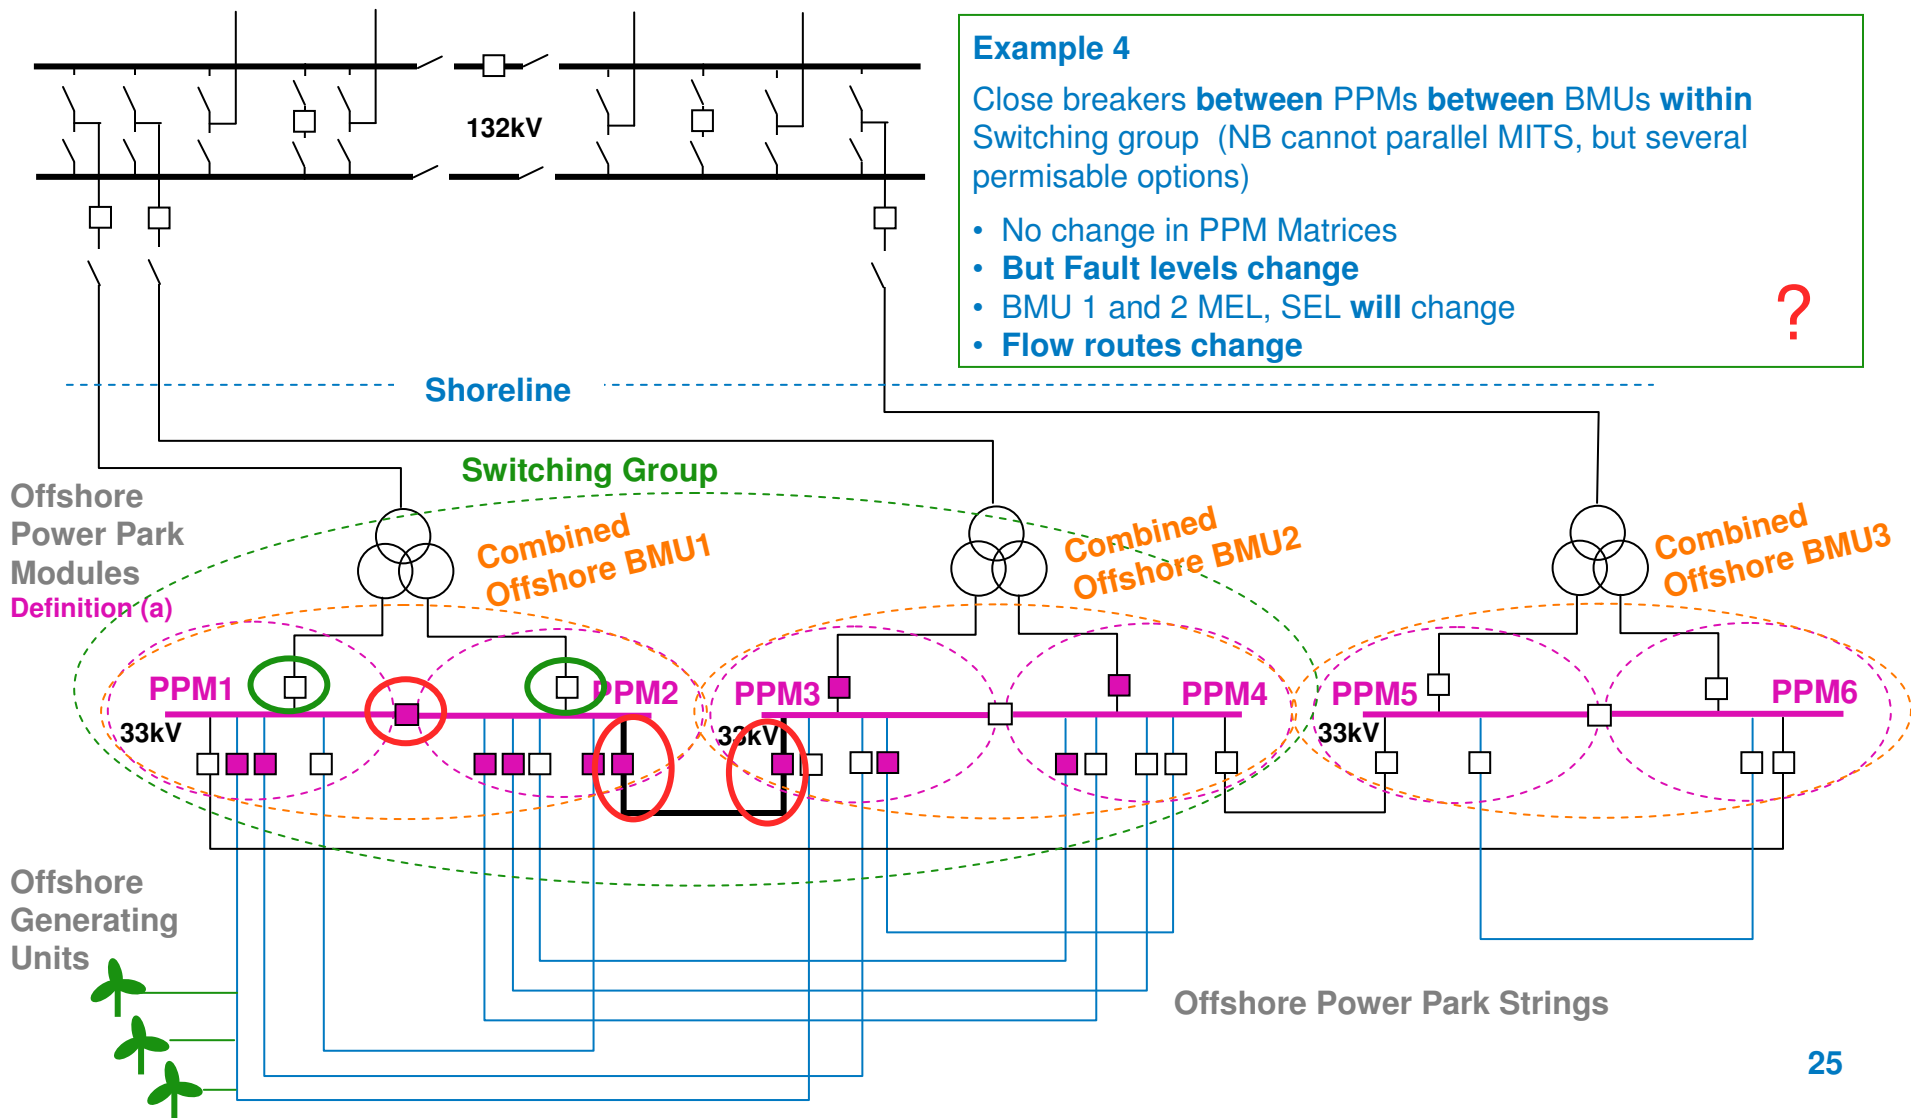 Example 4
Close breakers between PPMs between BMUs within
Switching group (NB cannot parallel MITS, but several
permisable options)
• No change in PPM Matrices
• But Fault levels change
• BMU 1 and 2 MEL, SEL will change
• Flow routes change
?
132kV
Shoreline
Switching Group
Offshore
Power Park
Modules
Definition (a)
Combined
Offshore BMU1
Combined
Offshore BMU2
Combined
Offshore BMU3
PPM1
PPM2
PPM3
PPM4
PPM5
PPM6
33kV
33kV
33kV
Offshore
Generating
Units
Offshore Power Park Strings
25